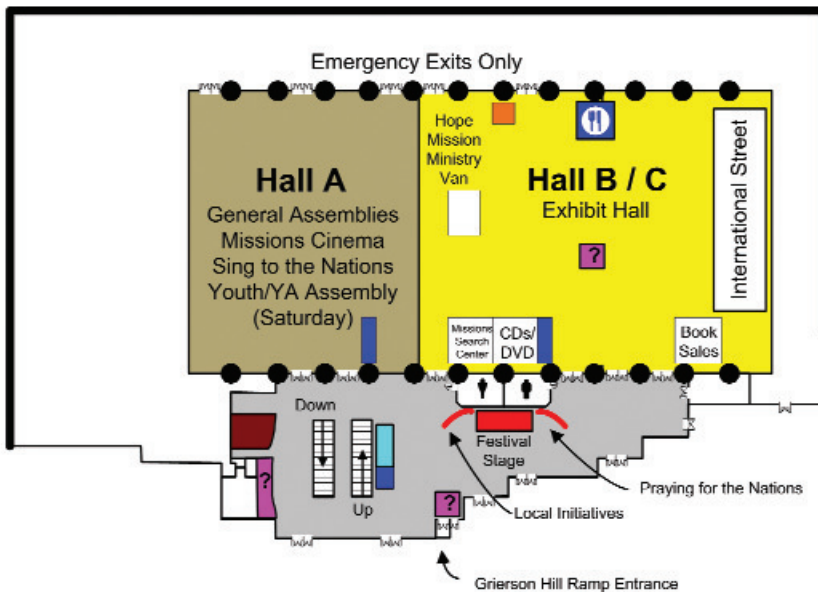 Emergency Exits Only
Hall A
General Assemblies
Missions Cinema
Sing to the Nations
Youth/YA Assembly
(Saturday)
Hope
Mission
Ministry
Van
Hall B / C
Exhibit Hall
?
International Street
Missions
Search
Center
CDs/
DVD
Book
Sales
Down
Up
?
?
Festival
Stage
Local Initiatives
Praying for the Nations
Grierson Hill Ramp Entrance